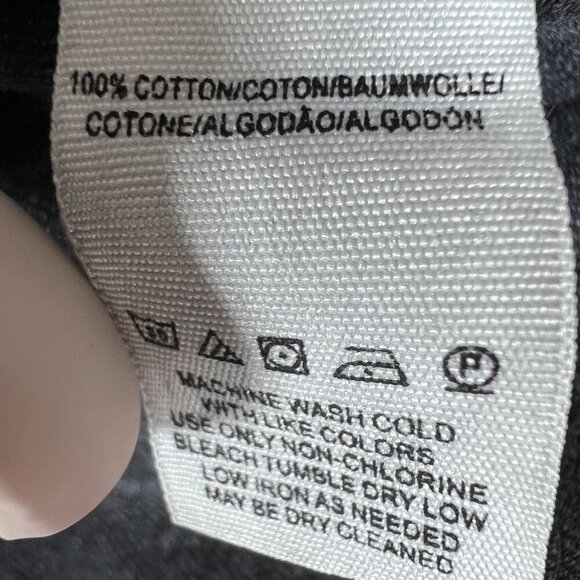 100% COTTON/COTON/BAUMWOLLE/
COTONE/ALGODÃO/ALGODÓN
30
P
MACHINE WASH COLD
WITH LIKE COLORS
USE ONLY NON-CHLORINE
BLEACH TUMBLE DRY LOW
LOW IRON AS NEEDED
MAY BE DRY CLEANED